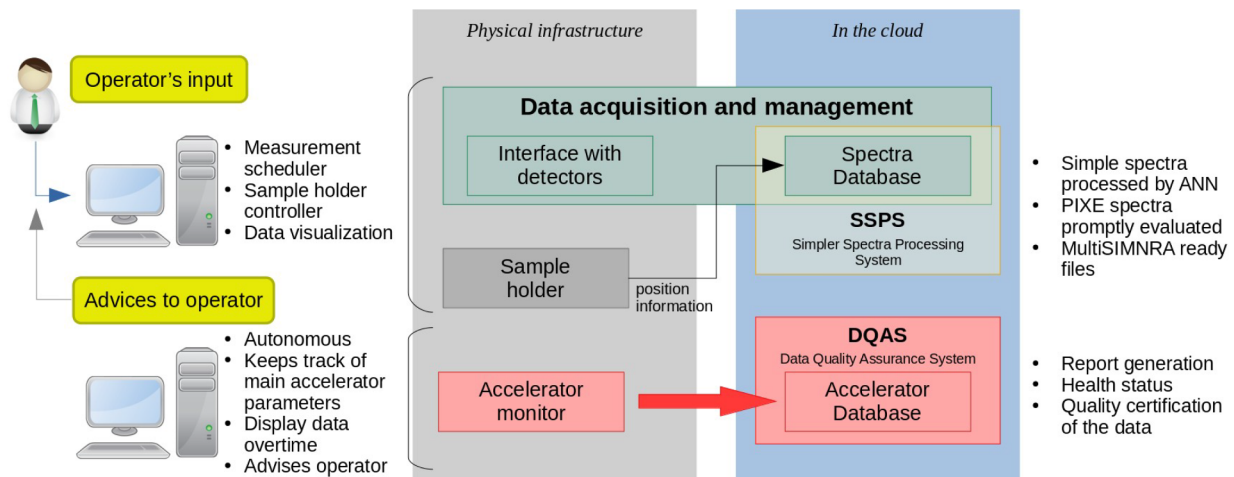 Physical infrastructure
In the cloud
Operator's input
Data acquisition and management
Interface with
detectors
Spectra
Database
SSPS
Simpler Spectra Processing
System
• Measurement
scheduler
• Sample holder
controller
• Data visualization
• Simple spectra
processed by ANN
• PIXE spectra
promptly evaluated
• MultiSIMNRA ready
files
Sample
holder
position
information
Advices to operator
• Autonomous
• Keeps track of
main accelerator
parameters
• Display data
overtime
• Advises operator
Accelerator
monitor
DQAS
Data Quality Assurance System
Accelerator
Database
• Report generation
• Health status
• Quality certification
of the data